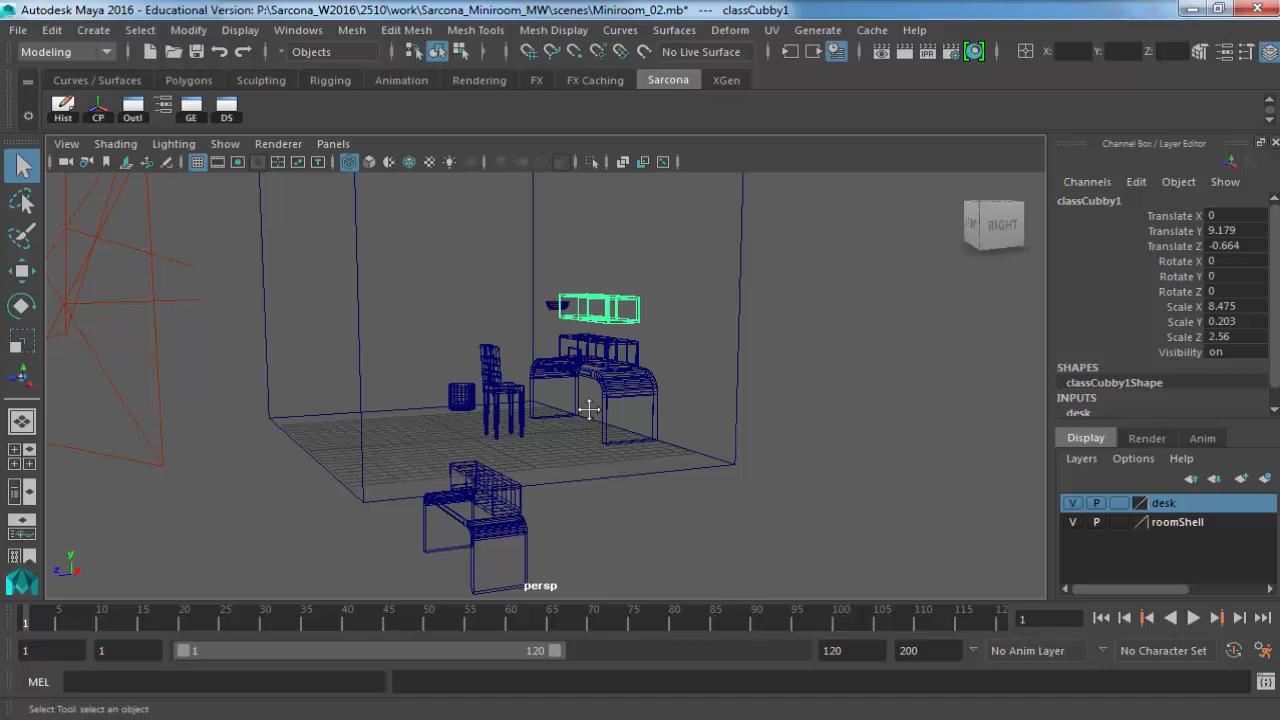 Autodesk Maya 2016 - Educational Version: P:\Sarcona_W2016\2510\work\Sarcona_Miniroom_MW\scenes\Miniroom_02.mb* --- classCubby1
File Edit Create Select Modify Display Windows Mesh Edit Mesh Mesh Tools Mesh Display Curves Surfaces Deform UV Generate Cache Help
Modeling Objects No Live Surface X: Y: Z:
Curves / Surfaces Polygons Sculpting Rigging Animation Rendering FX FX Caching Sarcona XGen
Hist CP Outl GE DS
View Shading Lighting Show Renderer Panels
Channel Box / Layer Editor
Channels Edit Object Show
classCubby1
Translate X 0
Translate Y 9.179
Translate Z -0.664
Rotate X 0
Rotate Y 0
Rotate Z 0
Scale X 8.475
Scale Y 0.203
Scale Z 2.56
Visibility on
SHAPES
classCubby1Shape
INPUTS
desk
RIGHT
Display Render Anim
Layers Options Help
V P desk
V P roomShell
y
z x
persp
5 10 15 20 25 30 35 40 45 50 55 60 65 70 75 80 85 90 95 100 105 110 115 12
1 1
1 1 1 120 120 200 No Anim Layer No Character Set
MEL
Select Tool: select an object